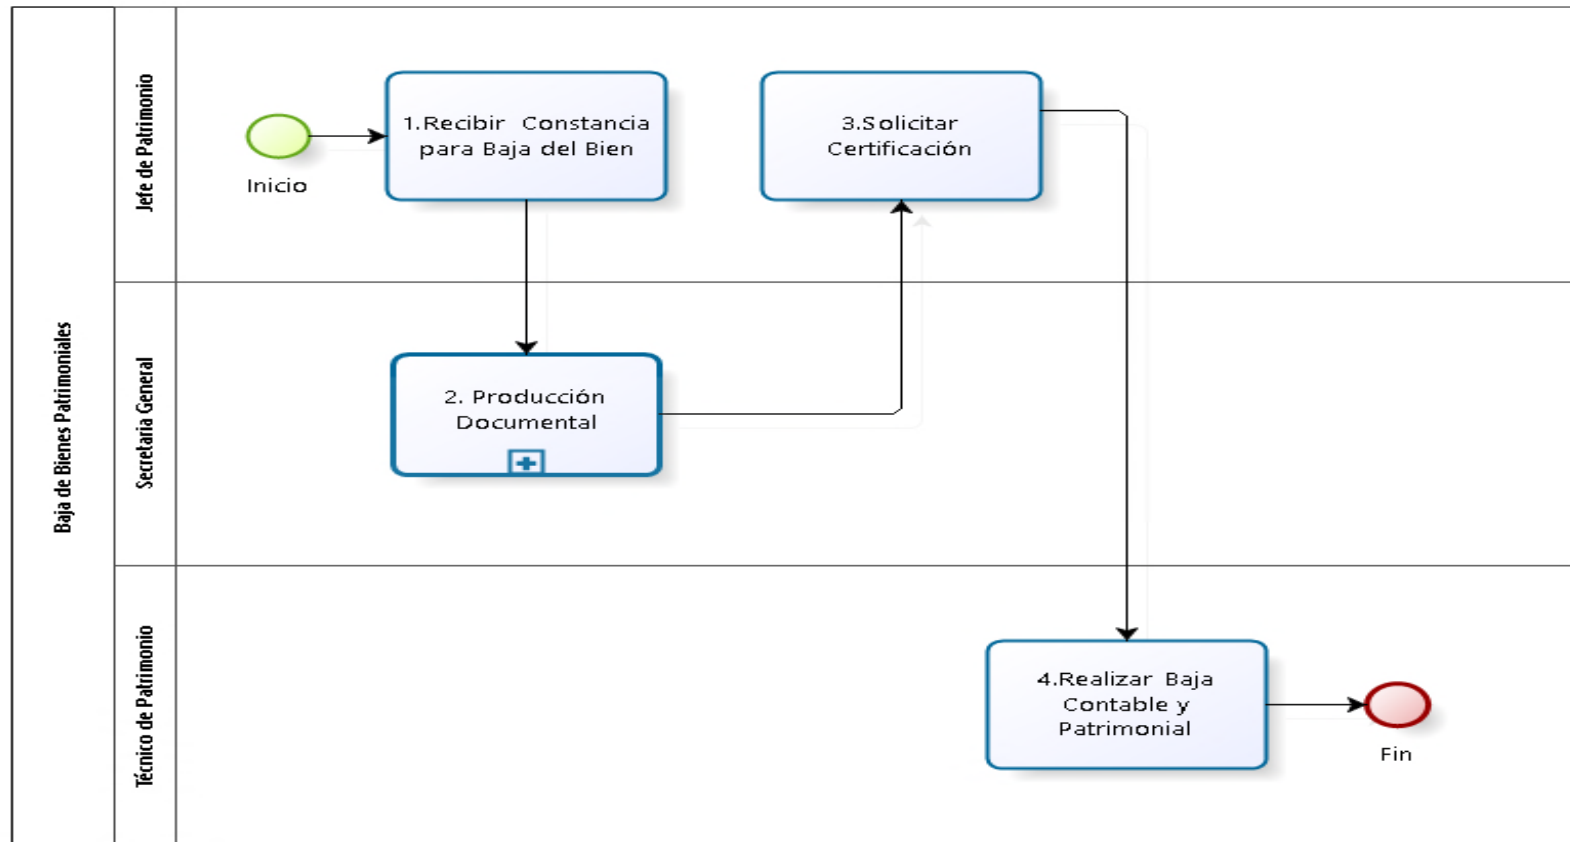 Baja de Bienes Patrimoniales
Jefe de Patrimonio
Inicio
1.Recibir Constancia
para Baja del Bien
3.Solicitar
Certificación
Secretaria General
2. Producción
Documental
Técnico de Patrimonio
4.Realizar Baja
Contable y
Patrimonial
Fin